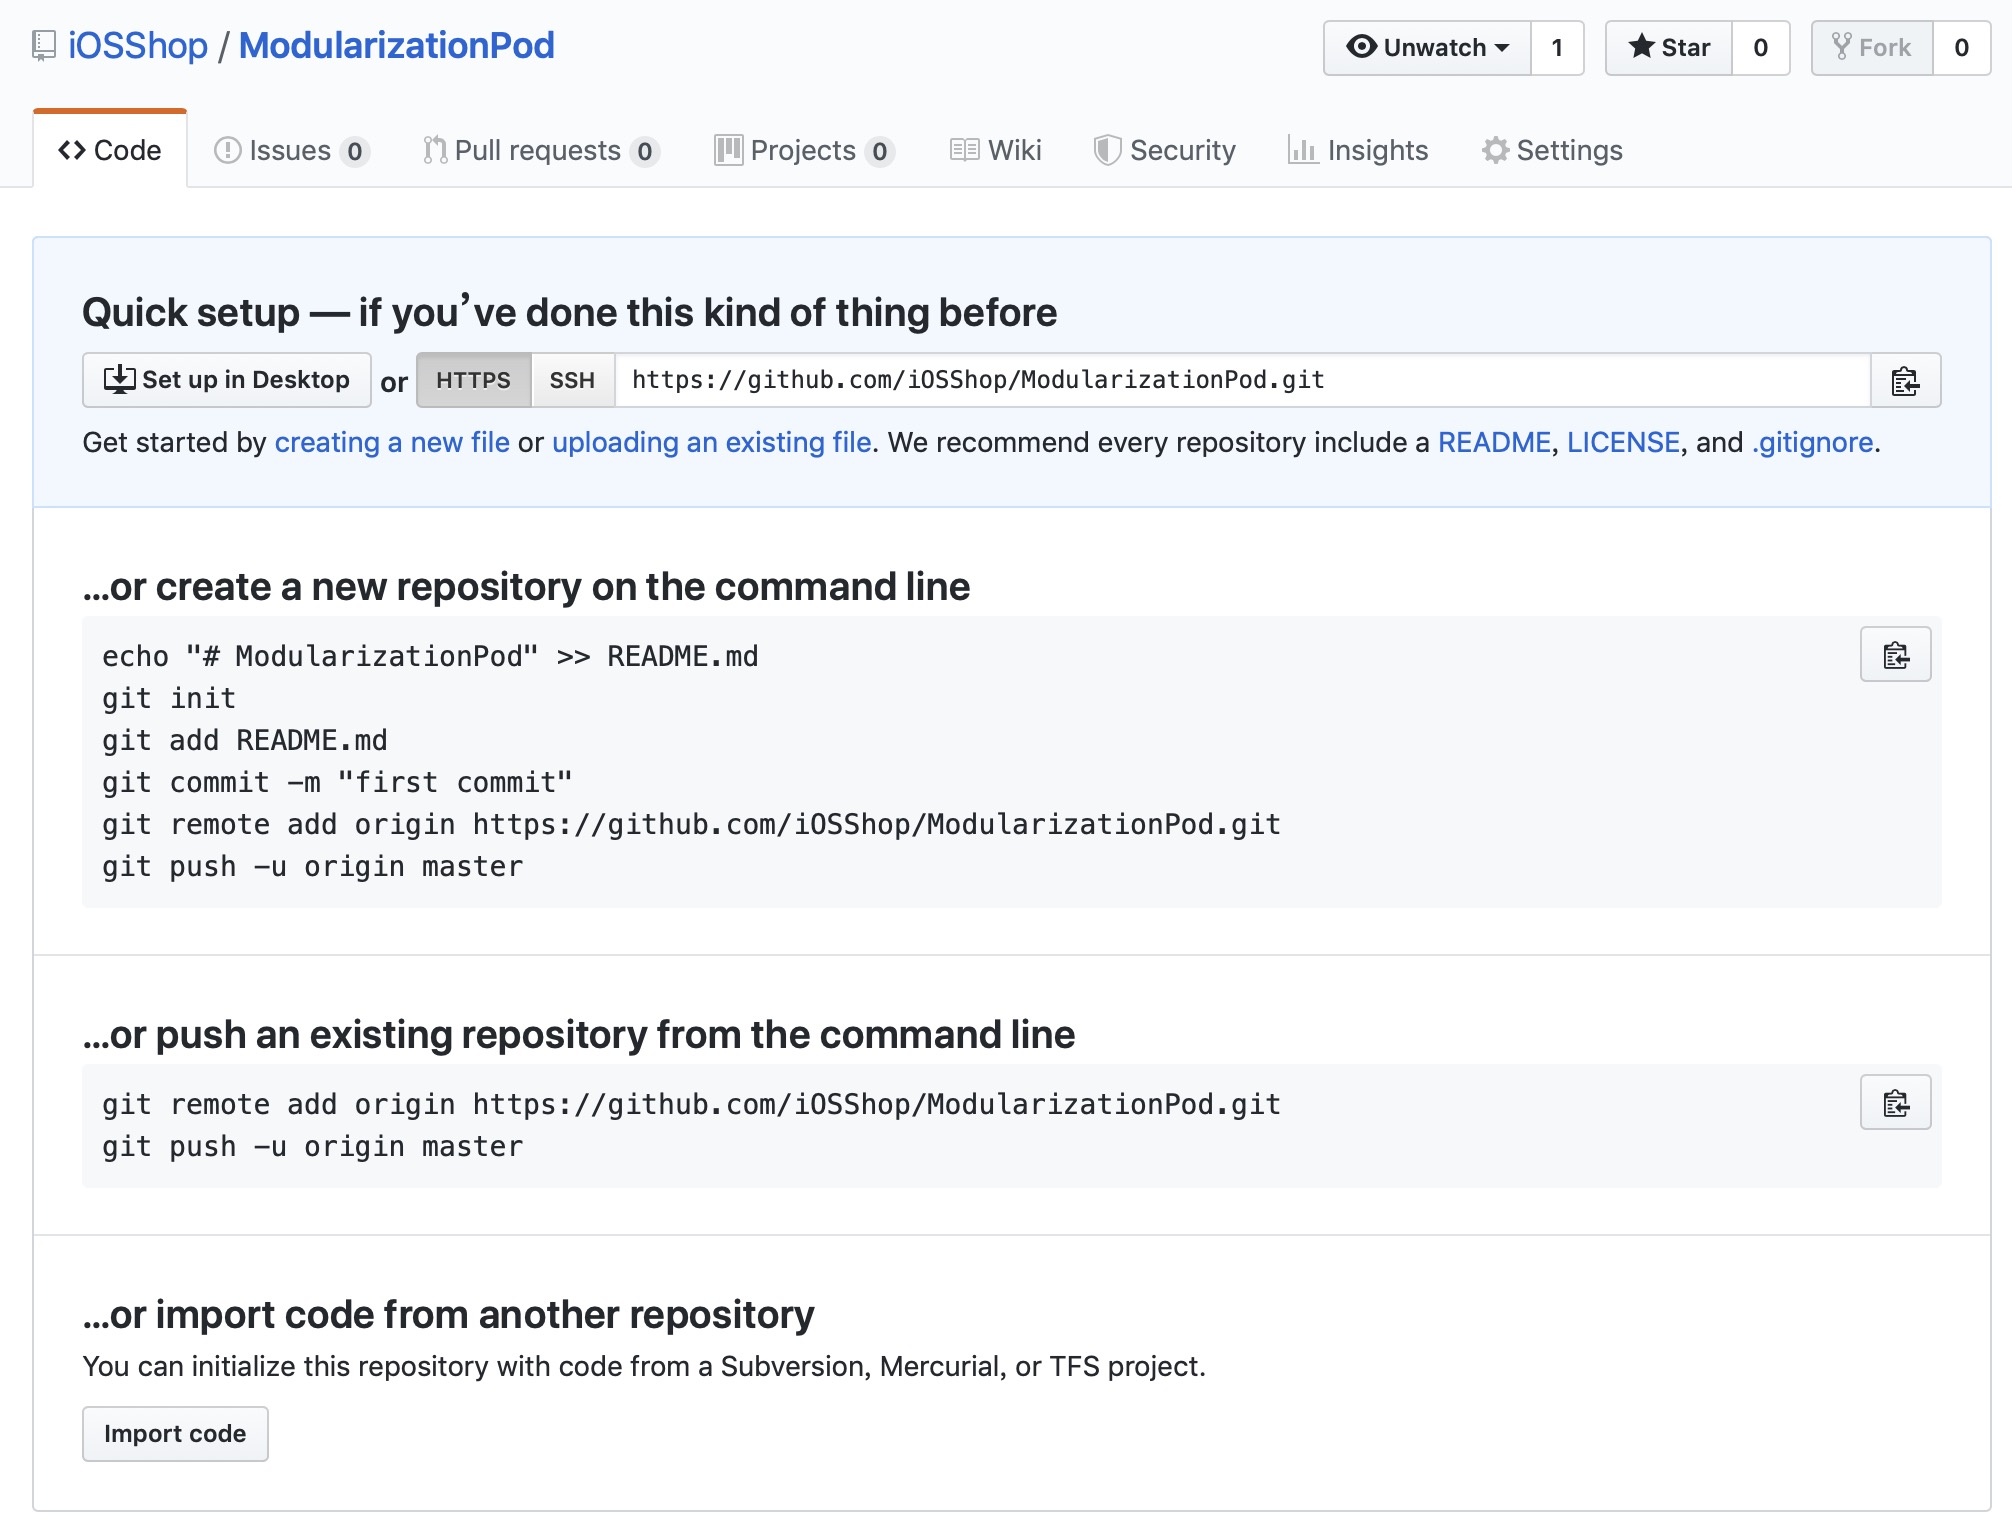 iOSShop / ModularizationPod
Unwatch 1 Star 0 Fork 0
Code Issues 0 Pull requests 0 Projects 0 Wiki Security Insights Settings
Quick setup — if you’ve done this kind of thing before
Set up in Desktop or HTTPS SSH https://github.com/iOSShop/ModularizationPod.git
Get started by creating a new file or uploading an existing file. We recommend every repository include a README, LICENSE, and .gitignore.
…or create a new repository on the command line
echo "# ModularizationPod" >> README.md
git init
git add README.md
git commit -m "first commit"
git remote add origin https://github.com/iOSShop/ModularizationPod.git
git push -u origin master
…or push an existing repository from the command line
git remote add origin https://github.com/iOSShop/ModularizationPod.git
git push -u origin master
…or import code from another repository
You can initialize this repository with code from a Subversion, Mercurial, or TFS project.
Import code